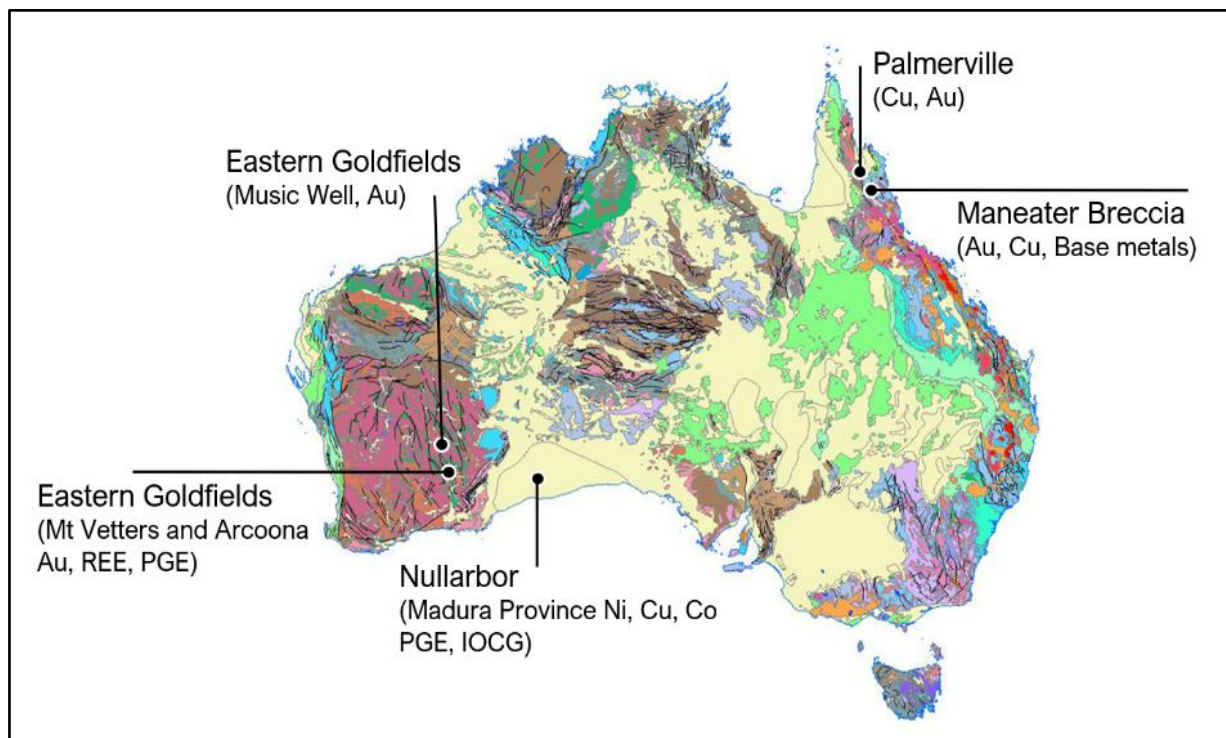 Palmerville
(Cu, Au)
Eastern Goldfields
(Music Well, Au)
Maneater Breccia
(Au, Cu, Base metals)
Eastern Goldfields
(Mt Vetters and Arcoona
Au, REE, PGE)
Nullarbor
(Madura Province Ni, Cu, Co
PGE, IOCG)